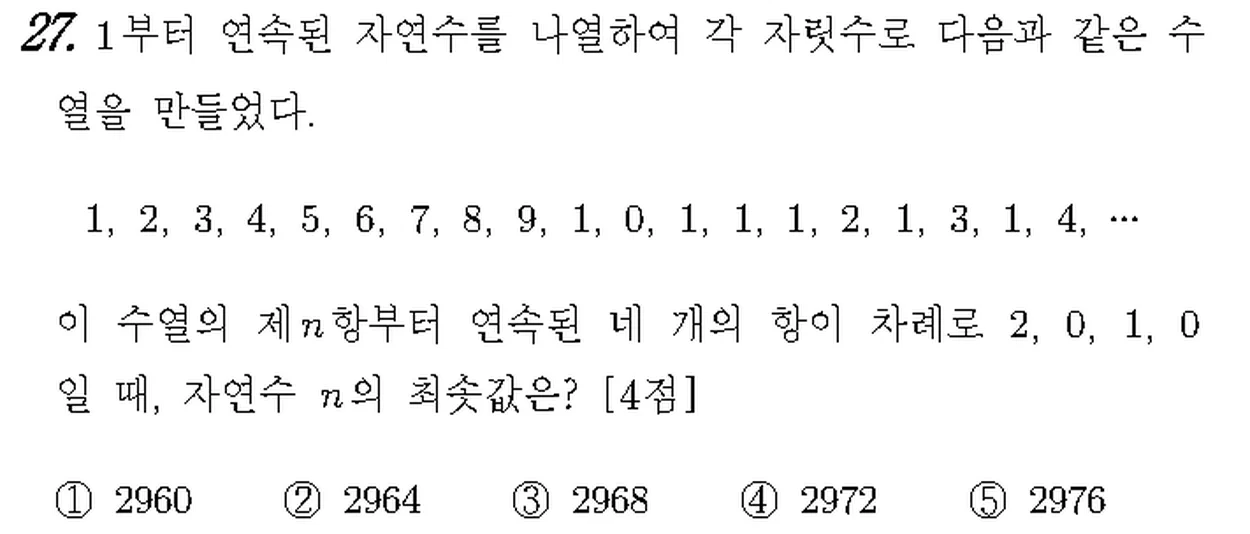 27. 1부터 연속된 자연수를 나열하여 각 자릿수로 다음과 같은 수
열을 만들었다.
1, 2, 3, 4, 5, 6, 7, 8, 9, 1, 0, 1, 1, 1, 2, 1, 3, 1, 4, ⋯
이 수열의 제n항부터 연속된 네 개의 항이 차례로 2, 0, 1, 0
일 때, 자연수 n의 최솟값은? [4점]
① 2960 ② 2964 ③ 2968 ④ 2972 ⑤ 2976